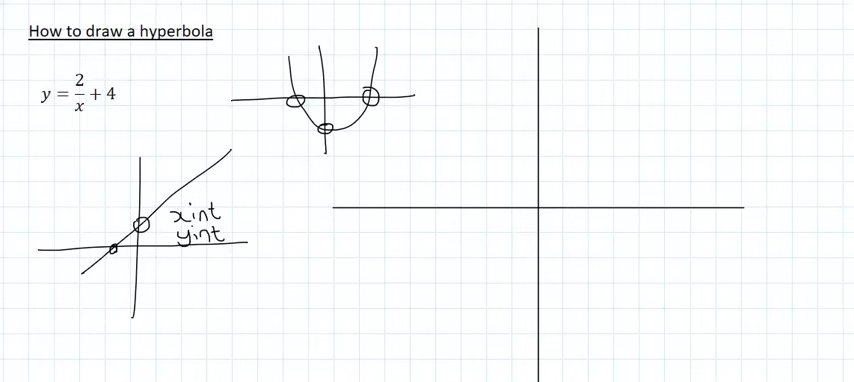 How to draw a hyperbola
y = 2/x + 4
xint
yint